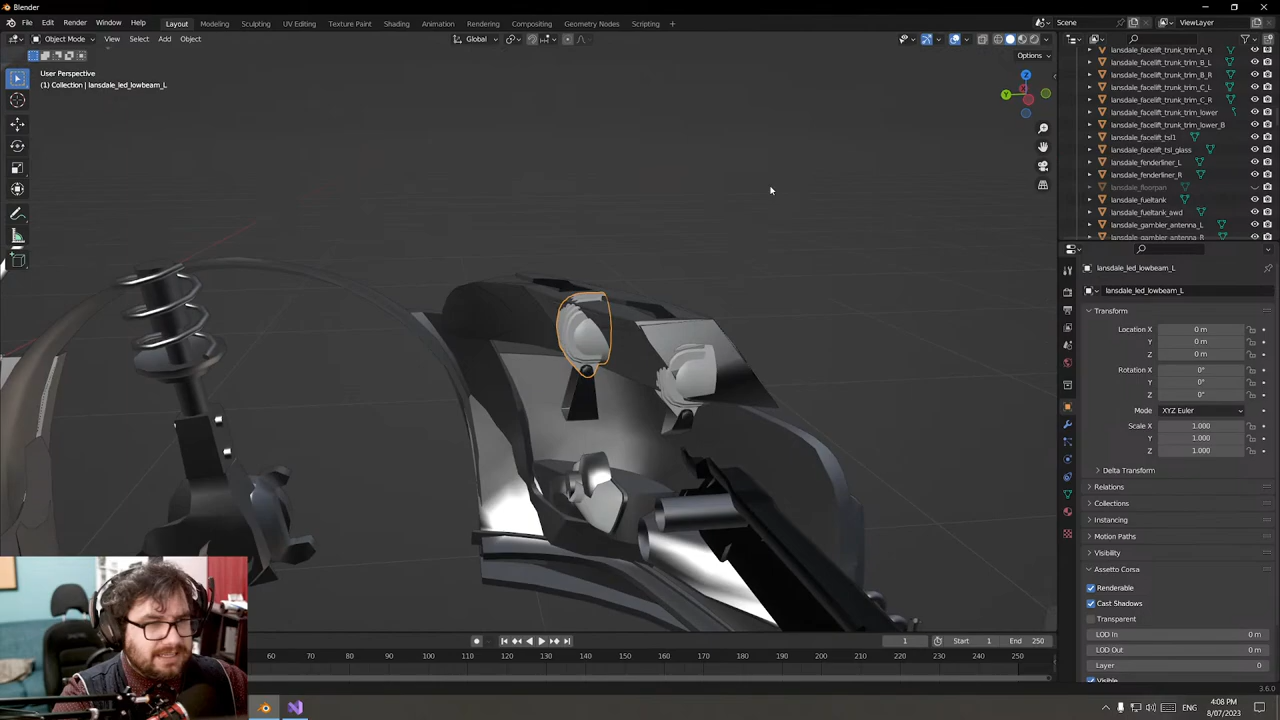 Blender
File Edit Render Window Help Layout Modeling Sculpting UV Editing Texture Paint Shading Animation Rendering Compositing Geometry Nodes Scripting + Scene ViewLayer
Object Mode View Select Add Object Global
Options
User Perspective
(1) Collection | lansdale_led_lowbeam_L
Z
Y
lansdale_facelift_trunk_trim_A_R
lansdale_facelift_trunk_trim_B_L
lansdale_facelift_trunk_trim_B_R
lansdale_facelift_trunk_trim_C_L
lansdale_facelift_trunk_trim_C_R
lansdale_facelift_trunk_trim_lower
lansdale_facelift_trunk_trim_lower_B
lansdale_facelift_tsl1
lansdale_facelift_tsl_glass
lansdale_fenderliner_L
lansdale_fenderliner_R
lansdale_floorpan
lansdale_fueltank
lansdale_fueltank_awd
lansdale_gambler_antenna_L
lansdale_gambler_antenna_R
lansdale_led_lowbeam_L
lansdale_led_lowbeam_L
Transform
Location X 0 m
Y 0 m
Z 0 m
Rotation X 0°
Y 0°
Z 0°
Mode XYZ Euler
Scale X 1.000
Y 1.000
Z 1.000
Delta Transform
Relations
Collections
Instancing
Motion Paths
Visibility
Assetto Corsa
Renderable
Cast Shadows
Transparent
LOD In 0 m
LOD Out 0 m
Layer 0
Visible
1 Start 1 End 250
60 70 80 90 100 110 120 130 140 150 160 170 180 190 200 210 220 230 240 250
3.6.0
ENG 4:08 PM
8/07/2023